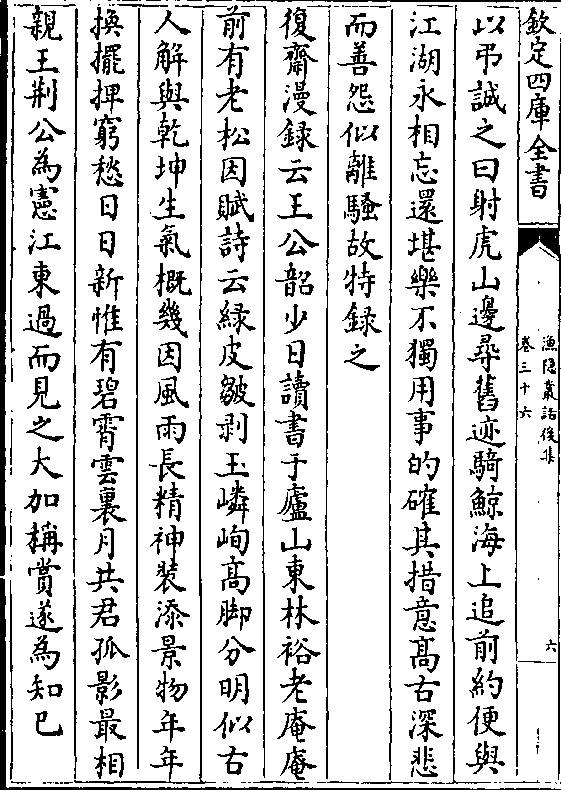 欽定四庫全書
漁隠叢話後集
卷三十六
六
以弔誠之曰射虎山邊尋舊迹騎鯨海上追前約便與
江湖永相忘還堪樂不獨用事的確其措意髙古深悲
而善怨似離騷故特録之
復齋漫録云王公韶少日讀書于廬山東林裕老庵庵
前有老松因賦詩云緑皮皴剥玉嶙峋髙脚分明似古
人解與乾坤生氣概幾因風雨長精神装添景物年年
換擺捭窮愁日日新惟有碧霄雲裏月共君孤影最相
親王荆公為憲江東過而見之大加稱賞遂為知已